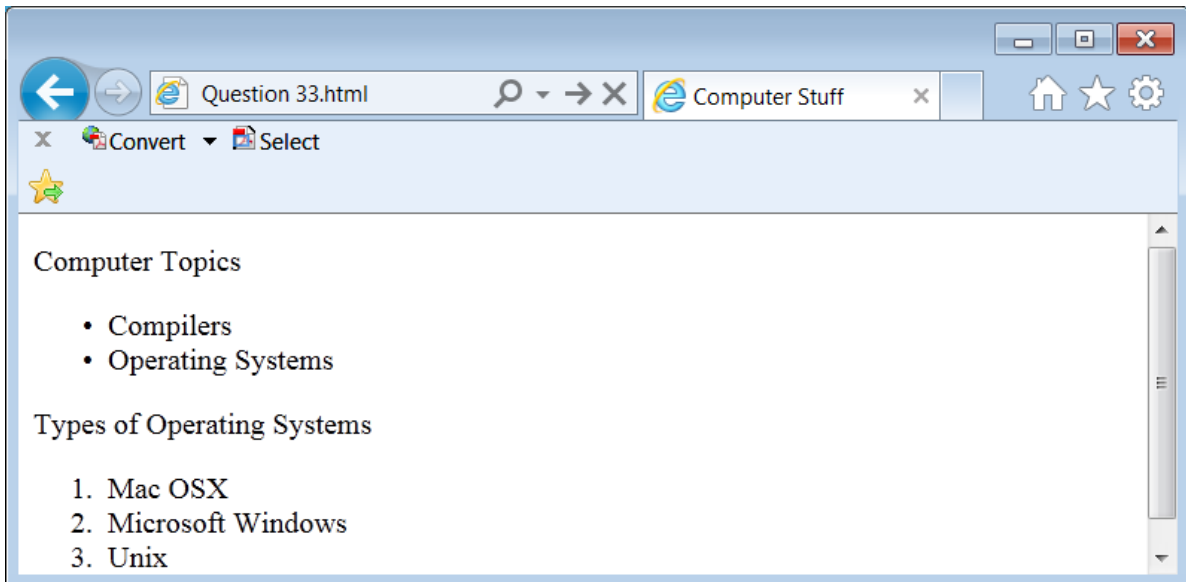 Question 33.html
Computer Stuff
Convert Select
Computer Topics
• Compilers
• Operating Systems
Types of Operating Systems
1. Mac OSX
2. Microsoft Windows
3. Unix